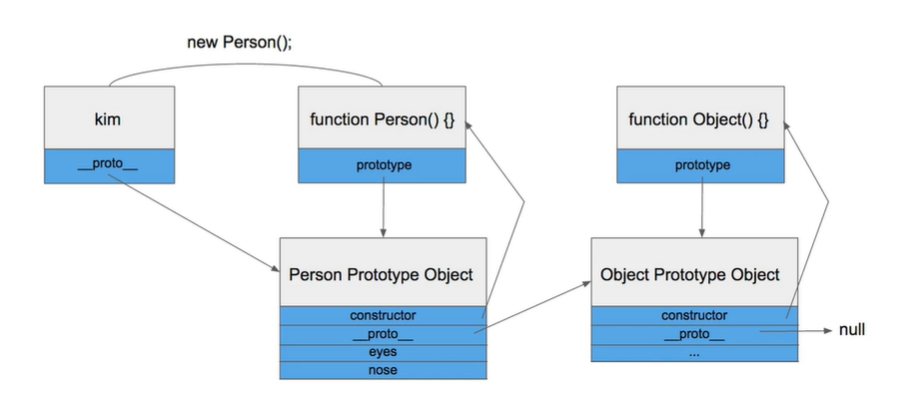 new Person();
kim
__proto__
function Person() {}
prototype
function Object() {}
prototype
Person Prototype Object
constructor
__proto__
eyes
nose
Object Prototype Object
constructor
__proto__
...
null